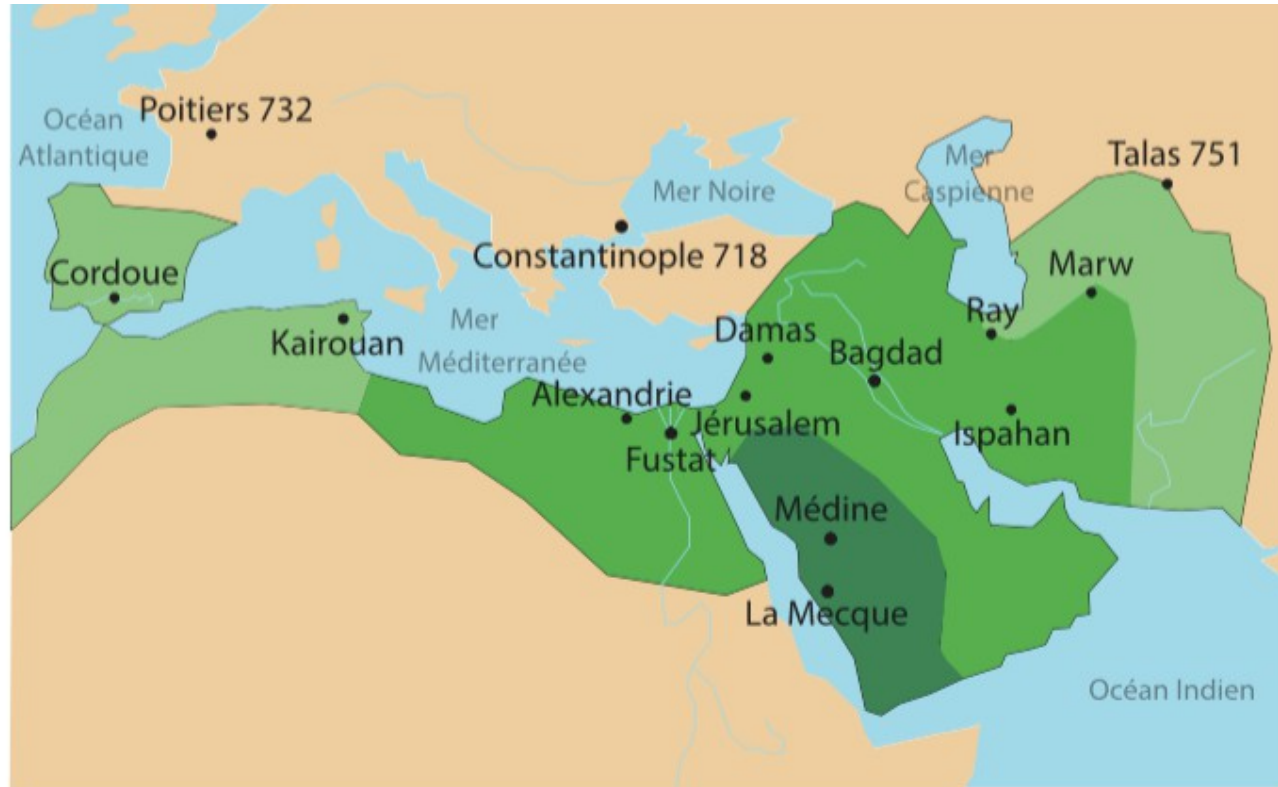 Poitiers 732
Océan
Atlantique
Mer
Caspienne
Talas 751
Mer Noire
Constantinople 718
Cordoue
Marw
Kairouan
Mer
Méditerranée
Damas
Ray
Bagdad
Alexandrie
Jérusalem
Ispahan
Fustat
Médine
La Mecque
Océan Indien